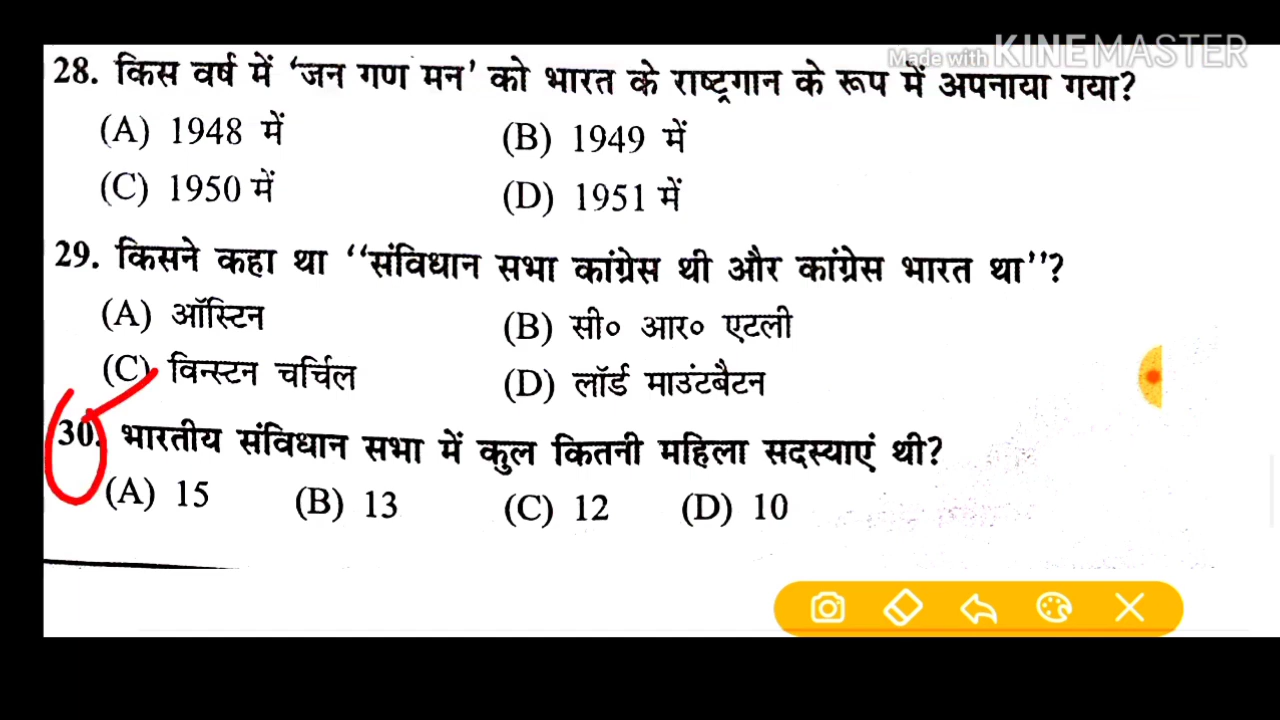 Made with KINEMASTER
28. किस वर्ष में ‘जन गण मन’ को भारत के राष्ट्रगान के रूप में अपनाया गया?
(A) 1948 में (B) 1949 में
(C) 1950 में (D) 1951 में
29. किसने कहा था ‘‘संविधान सभा कांग्रेस थी और कांग्रेस भारत था’’?
(A) ऑस्टिन (B) सी० आर० एटली
(C) विन्स्टन चर्चिल (D) लॉर्ड माउंटबैटन
30. भारतीय संविधान सभा में कुल कितनी महिला सदस्याएं थी?
(A) 15 (B) 13 (C) 12 (D) 10